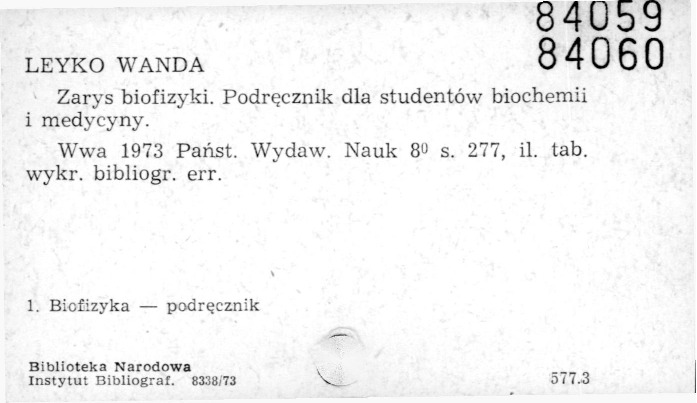 84059
84060
LEYKO WANDA
Zarys biofizyki. Podręcznik dla studentów biochemii
i medycyny.
Wwa 1973 Państ. Wydaw. Nauk 8⁰ s. 277, il. tab.
wykr. bibliogr. err.
1. Biofizyka — podręcznik
Biblioteka Narodowa
Instytut Bibliograf. 8338/73
577.3